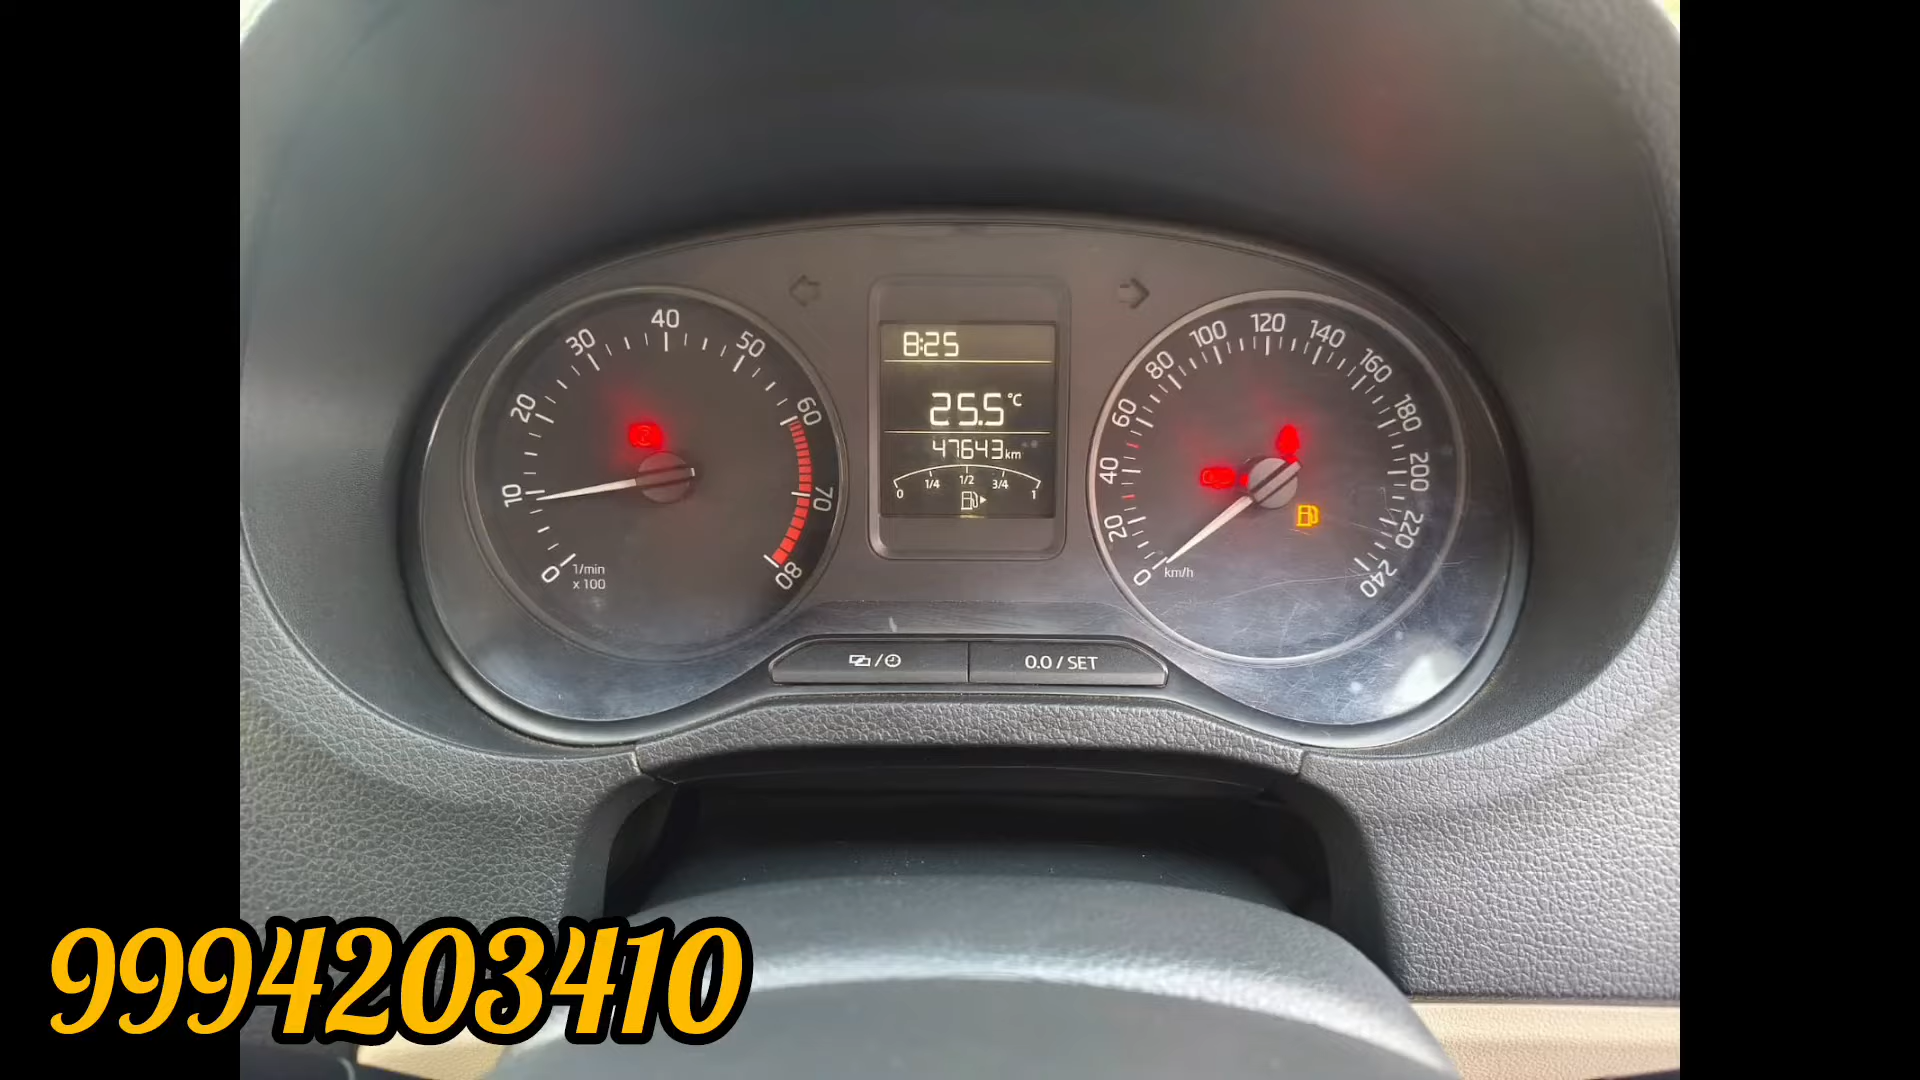 8:25
25.5 °C
47643 km
0 1/4 1/2 3/4 1
0 10 20 30 40 50 60 70 80
1/min
x 100
0 20 40 60 80 100 120 140 160 180 200 220 240
km/h
/
0.0 / SET
9994203410